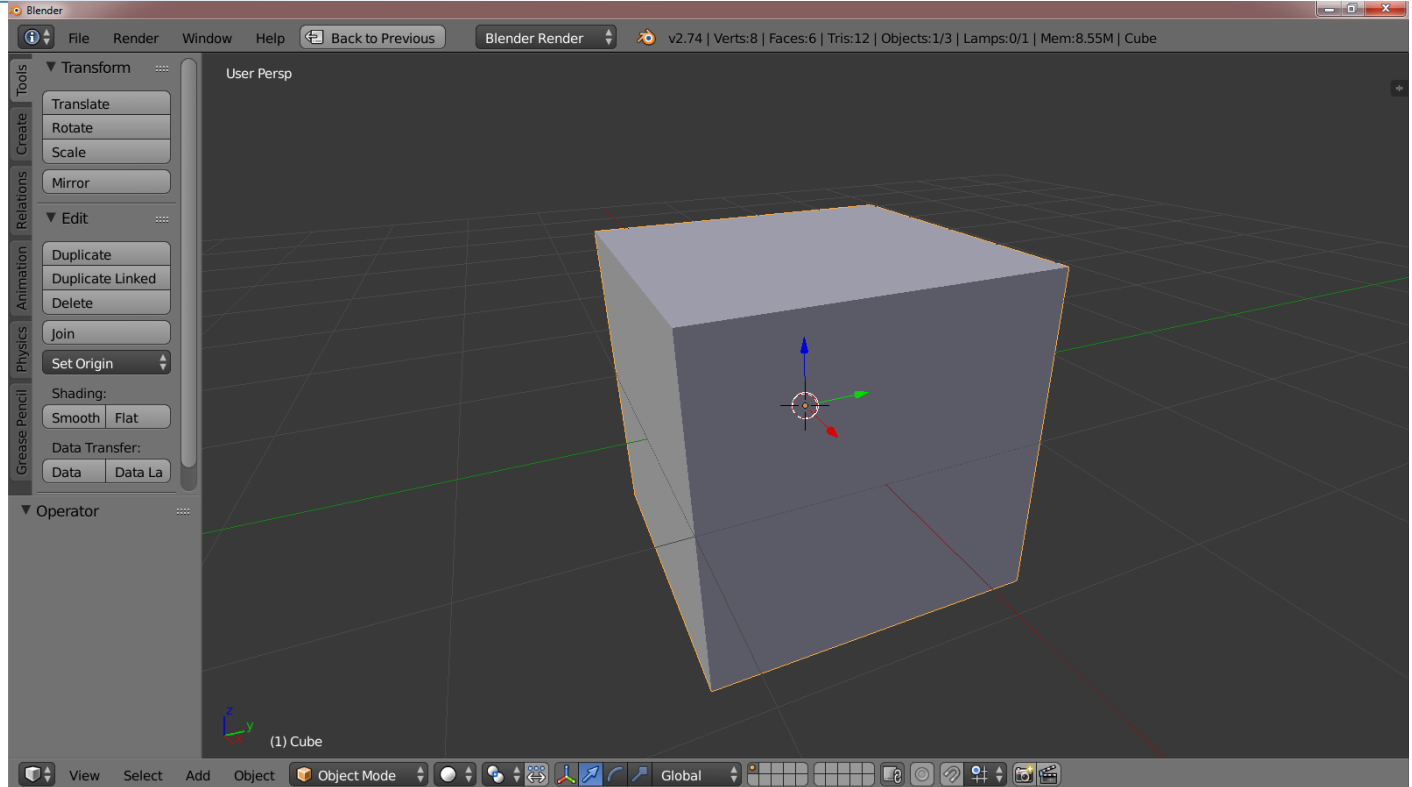 Blender
File Render Window Help Back to Previous Blender Render v2.74 | Verts:8 | Faces:6 | Tris:12 | Objects:1/3 | Lamps:0/1 | Mem:8.55M | Cube
Tools
Create
Relations
Animation
Physics
Grease Pencil
Transform
Translate
Rotate
Scale
Mirror
Edit
Duplicate
Duplicate Linked
Delete
Join
Set Origin
Shading:
Smooth Flat
Data Transfer:
Data Data La
Operator
User Persp
z
y
x
(1) Cube
View Select Add Object Object Mode Global